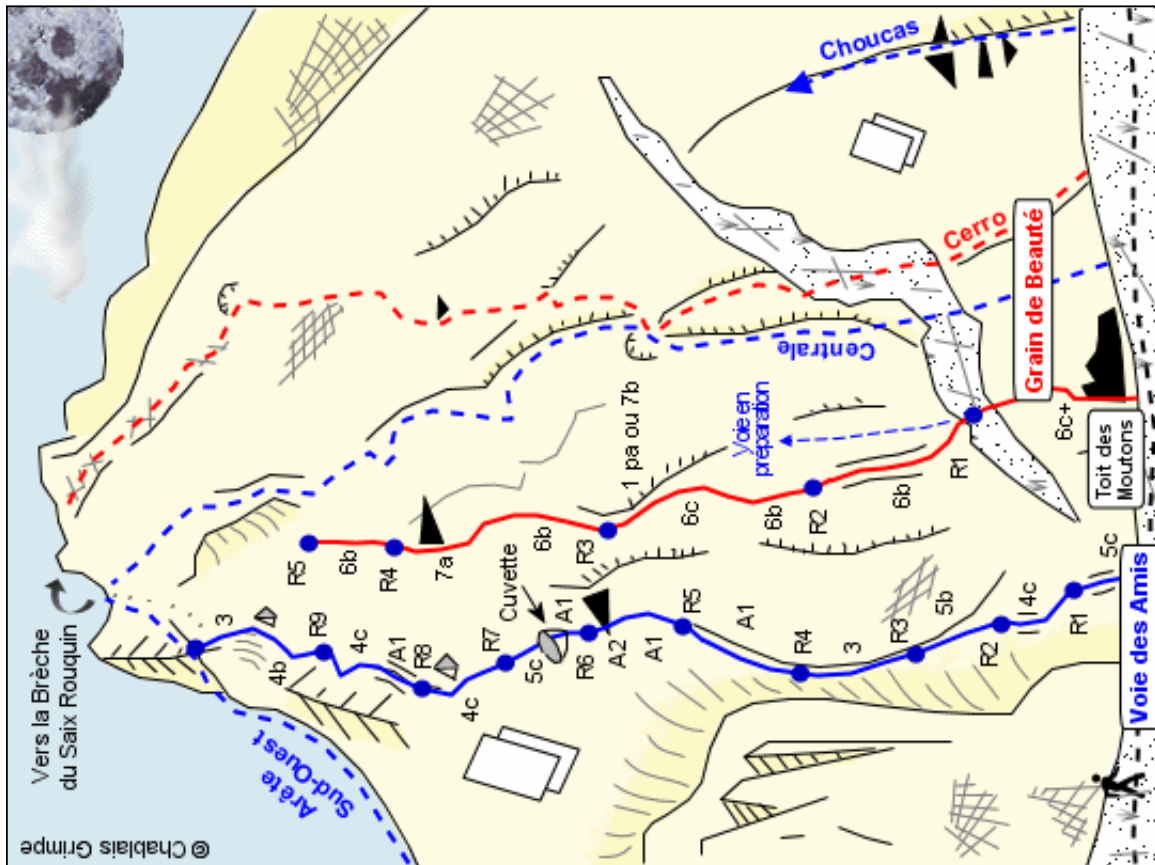 © Chablais Grimpe
Vers la Brèche
du Saix Rouquin
Arête
Sud-Ouest
3
4b
R9
4c
A1
R8
4c
R7
5c
Cuvette
A1
R6
A2
A1
R5
A1
R4
3
R3
5b
R2
4c
R1
5c
Voie des Amis
R5
6b
R4
7a
6b
R3
1 pa ou 7b
6c
6b
R2
6b
R1
6c+
Voie en
préparation
Toit des
Moutons
Grain de Beauté
Centrale
Cerro
Choucas